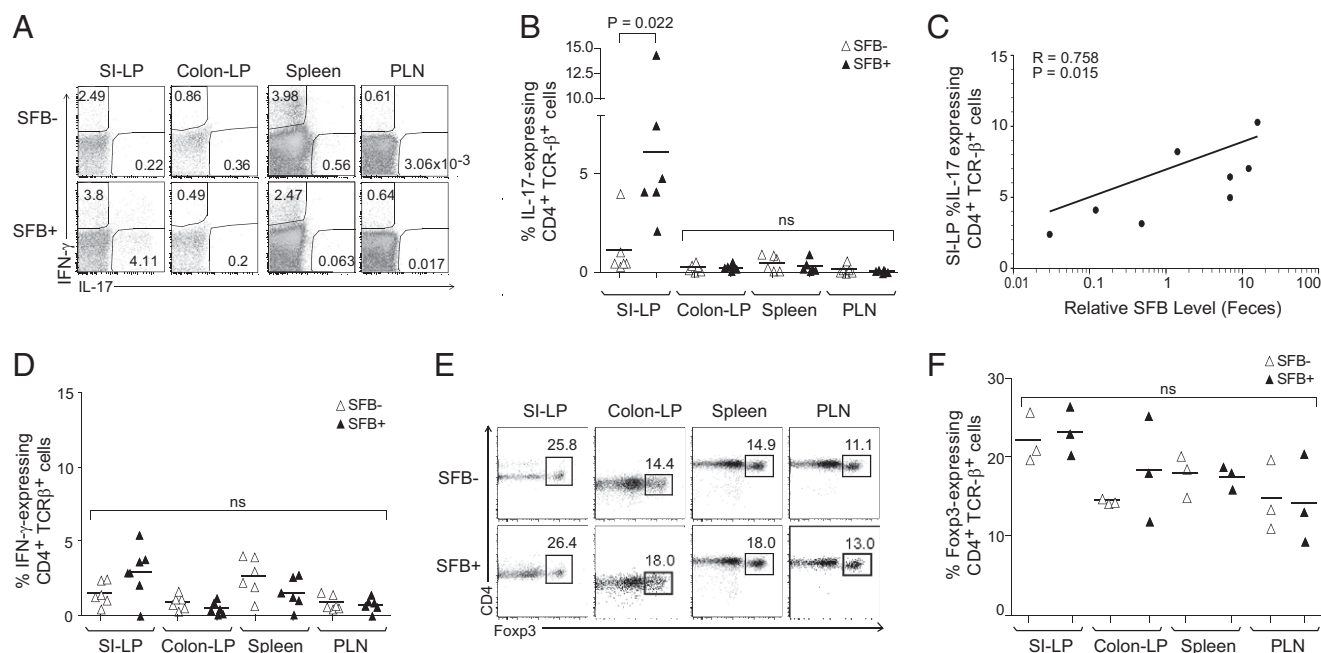 A
SI-LP Colon-LP Spleen PLN
SFB-
2.49 0.86 3.98 0.61
0.22 0.36 0.56 3.06x10-3
SFB+
3.8 0.49 2.47 0.64
4.11 0.2 0.063 0.017
IFN-γ
IL-17
B
P = 0.022
SFB-
SFB+
% IL-17-expressing
CD4+ TCR-β+ cells
15.0
12.5
10.0
5
0
ns
SI-LP Colon-LP Spleen PLN
C
R = 0.758
P = 0.015
SI-LP %IL-17 expressing
CD4+ TCR-β+ cells
15
10
5
0
0.01 0.1 1 10 100
Relative SFB Level (Feces)
D
SFB-
SFB+
% IFN-γ-expressing
CD4+ TCRβ+ cells
15
10
5
0
ns
SI-LP Colon-LP Spleen PLN
E
SI-LP Colon-LP Spleen PLN
SFB-
25.8 14.4 14.9 11.1
SFB+
26.4 18.0 18.0 13.0
CD4
Foxp3
F
SFB-
SFB+
% Foxp3-expressing
CD4+ TCR-β+ cells
30
20
10
0
ns
SI-LP Colon-LP Spleen PLN